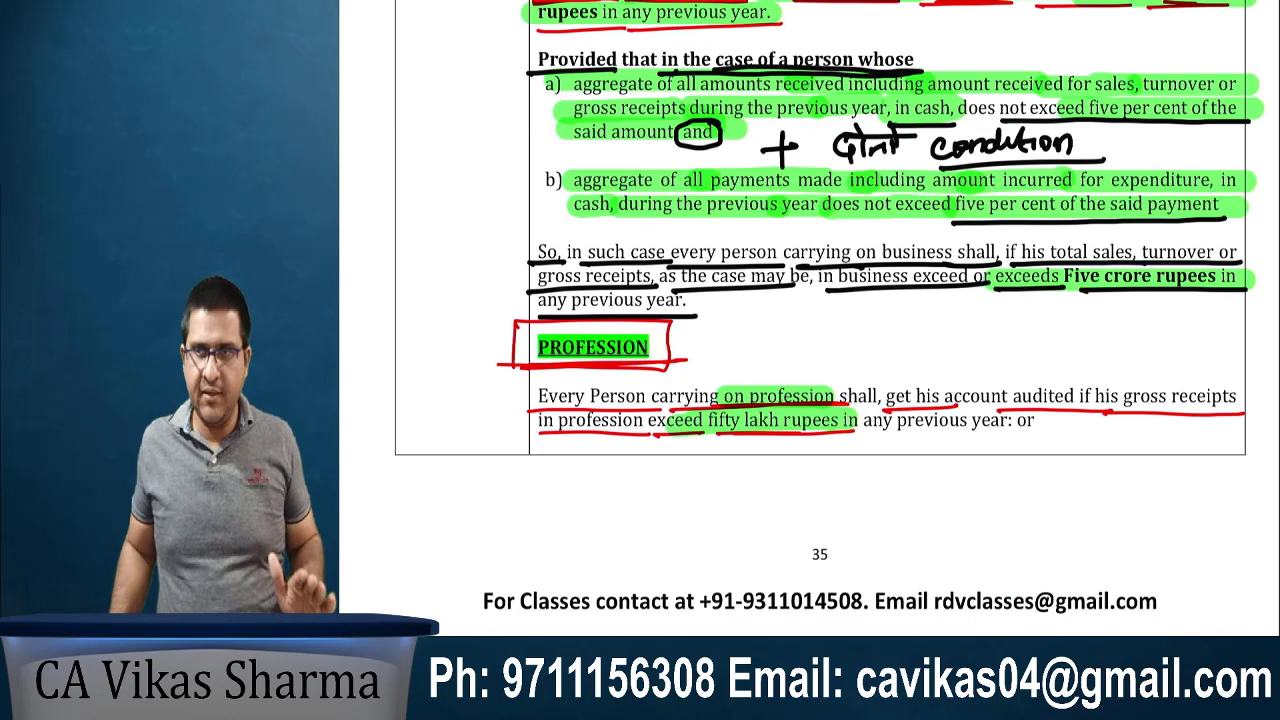 rupees in any previous year.
Provided that in the case of a person whose
a) aggregate of all amounts received including amount received for sales, turnover or
gross receipts during the previous year, in cash, does not exceed five per cent of the
said amount; and
+ condition
b) aggregate of all payments made including amount incurred for expenditure, in
cash, during the previous year does not exceed five per cent of the said payment
So, in such case every person carrying on business shall, if his total sales, turnover or
gross receipts, as the case may be, in business exceed or exceeds Five crore rupees in
any previous year.
PROFESSION
Every Person carrying on profession shall, get his account audited if his gross receipts
in profession exceed fifty lakh rupees in any previous year: or
35
For Classes contact at +91-9311014508. Email rdvclasses@gmail.com
CA Vikas Sharma
Ph: 9711156308 Email: cavikas04@gmail.com